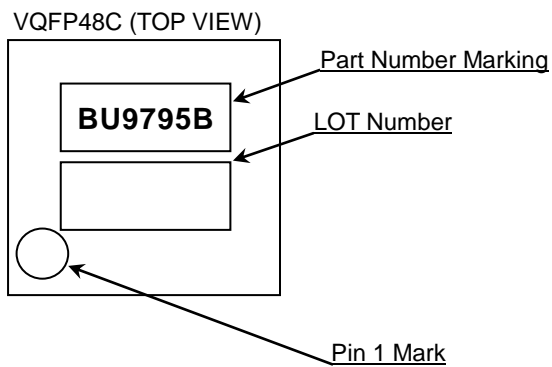 VQFP48C (TOP VIEW)
Part Number Marking
BU9795B
LOT Number
Pin 1 Mark